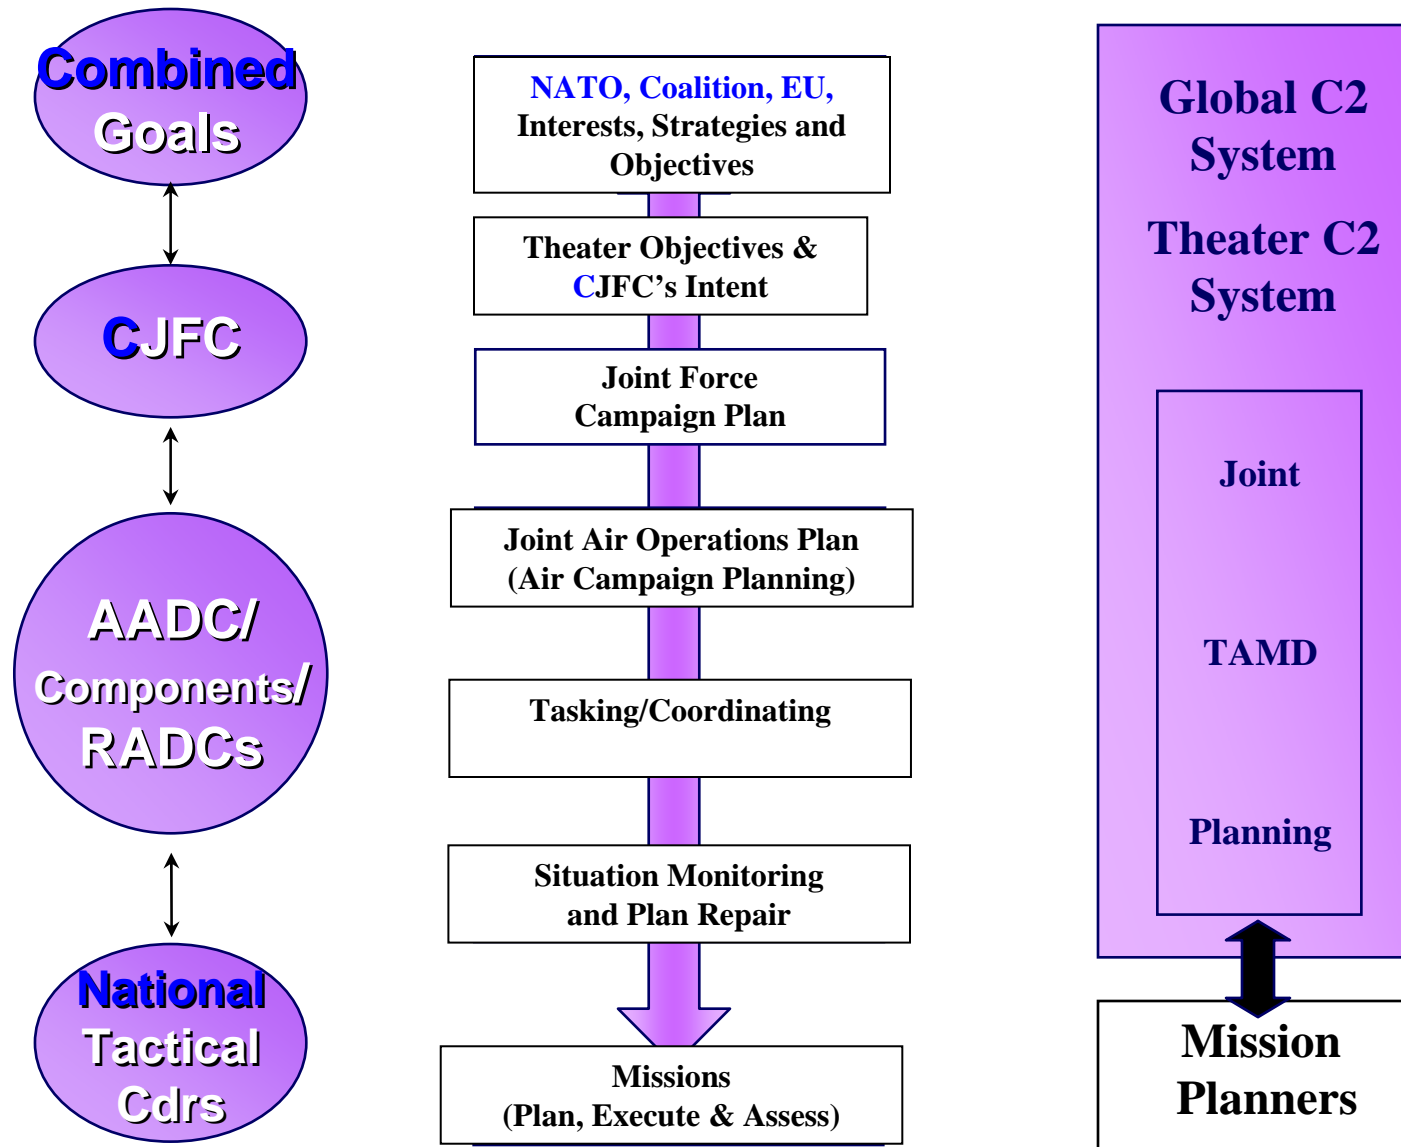 Combined
Goals
CJFC
AADC/
Components/
RADCs
National
Tactical
Cdrs
NATO, Coalition, EU,
Interests, Strategies and
Objectives
Theater Objectives &
CJFC’s Intent
Joint Force
Campaign Plan
Joint Air Operations Plan
(Air Campaign Planning)
Tasking/Coordinating
Situation Monitoring
and Plan Repair
Missions
(Plan, Execute & Assess)
Global C2
System
Theater C2
System
Joint
TAMD
Planning
Mission
Planners